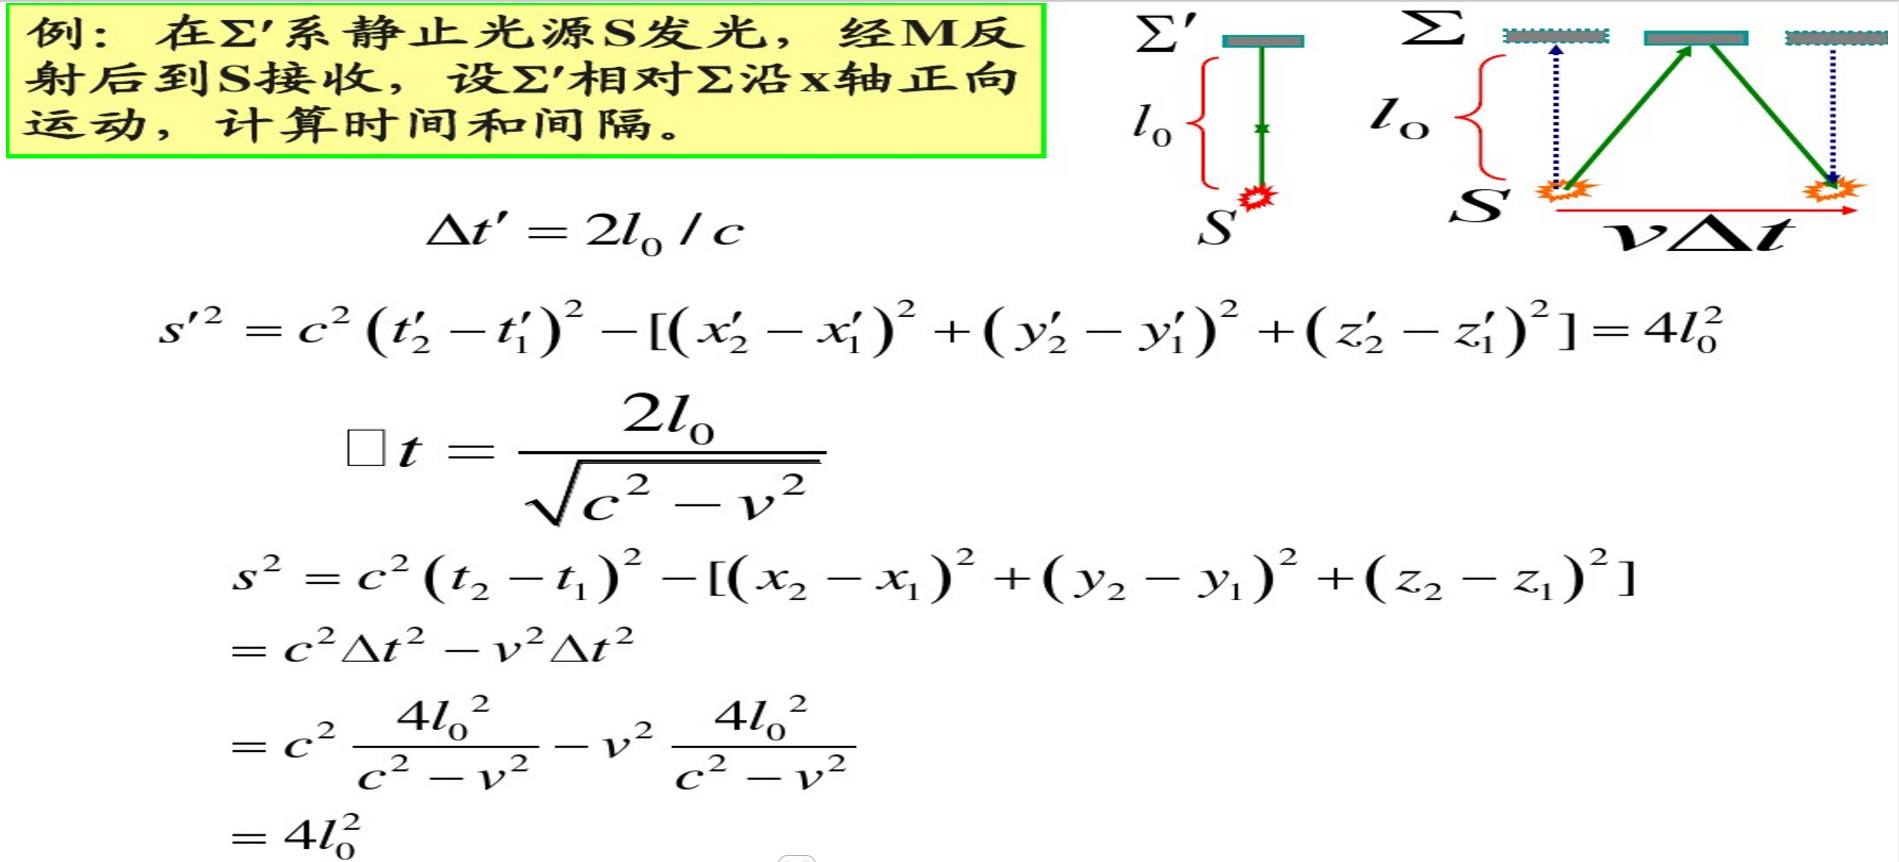 例： 在Σ′系静止光源S发光， 经M反
射后到S接收， 设Σ′相对Σ沿x轴正向
运动， 计算时间和间隔。
Σ′
l₀
S
Σ
l₀
S
vΔt
Δt′ = 2l₀ / c
s′² = c²(t′₂ − t′₁)² − [(x′₂ − x′₁)² + (y′₂ − y′₁)² + (z′₂ − z′₁)²] = 4l₀²
□t = 2l₀ / √(c² − v²)
s² = c²(t₂ − t₁)² − [(x₂ − x₁)² + (y₂ − y₁)² + (z₂ − z₁)²]
= c²Δt² − v²Δt²
= c² 4l₀² / (c² − v²) − v² 4l₀² / (c² − v²)
= 4l₀²